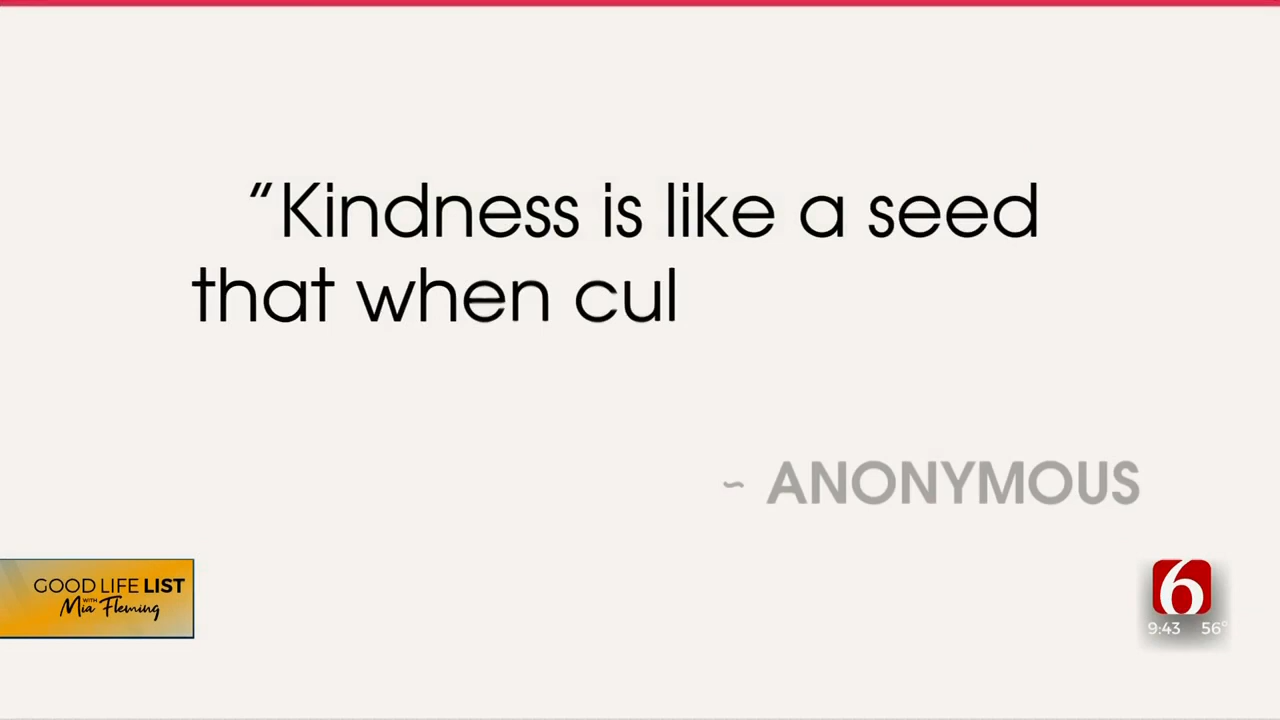 "Kindness is like a seed
that when cul
~ ANONYMOUS
GOOD LIFE LIST
WITH
Mia Fleming
6
9:43 56°